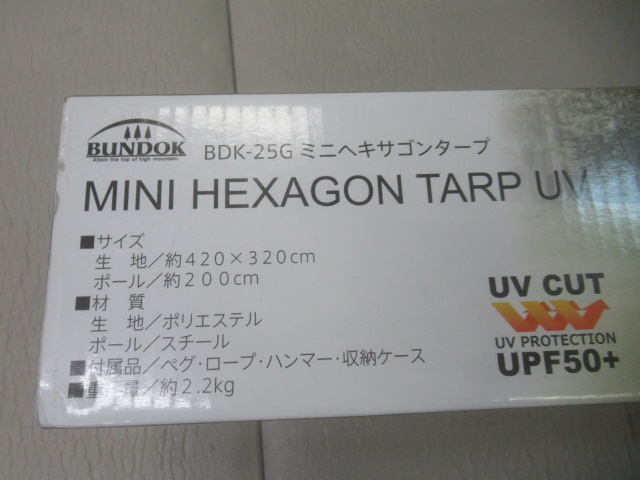 BUNDOK
Attain the top of high mountain.
BDK-25G ミニヘキサゴンタープ
MINI HEXAGON TARP UV
■サイズ
生　地／約４２０×３２０cm
ポール／約２００cm
■材　質
生　地／ポリエステル
ポール／スチール
■付属品／ペグ・ロープ・ハンマー・収納ケース
■重　量／約２.２kg
UV CUT
UV PROTECTION
UPF50+